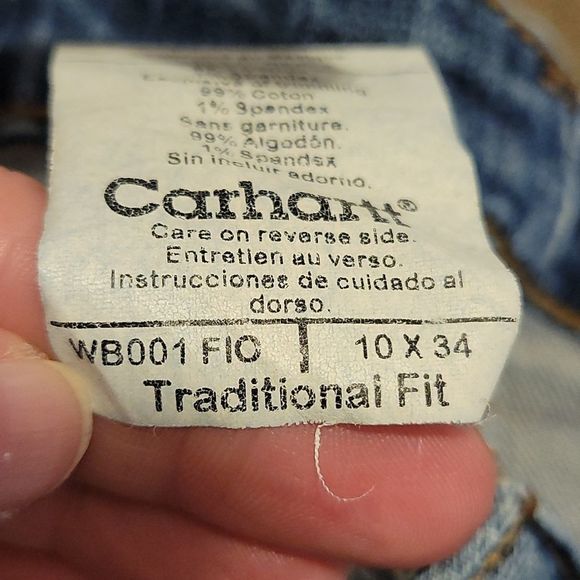 99% Coton
1% Spandex
Sans garniture.
99% Algodón.
1% Spandex
Sin incluir adorno.
Carhartt®
Care on reverse side.
Entretien au verso.
Instrucciones de cuidado al
dorso.
WB001 FIO 10 X 34
Traditional Fit